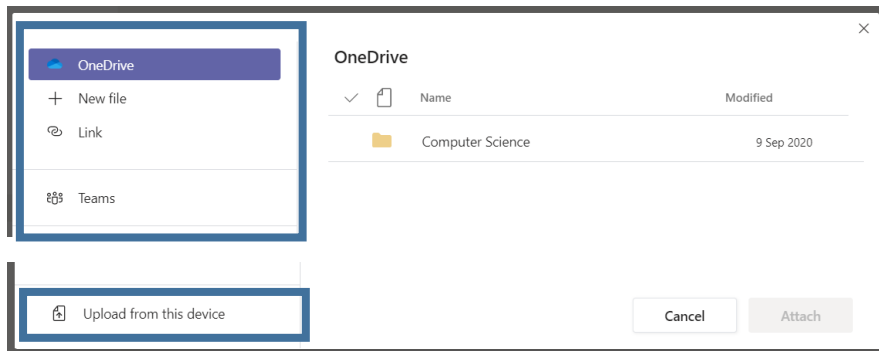 OneDrive
New file
Link
Teams
Upload from this device
OneDrive
Name Modified
Computer Science 9 Sep 2020
Cancel Attach